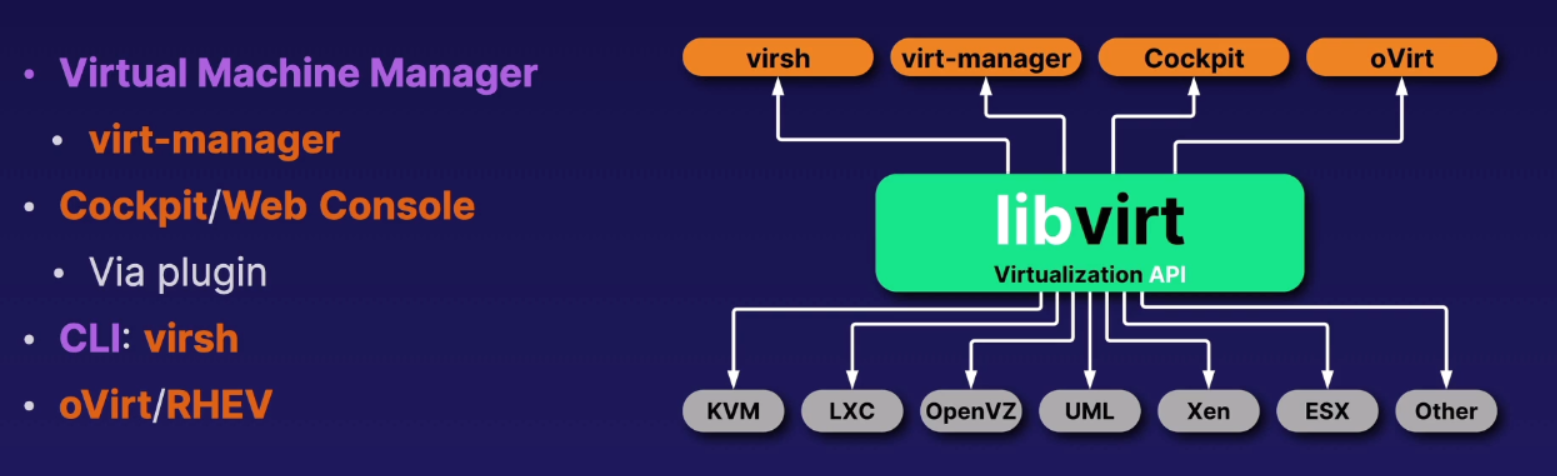 • Virtual Machine Manager
• virt-manager
• Cockpit/Web Console
• Via plugin
• CLI: virsh
• oVirt/RHEV
virsh virt-manager Cockpit oVirt
libvirt
Virtualization API
KVM LXC OpenVZ UML Xen ESX Other